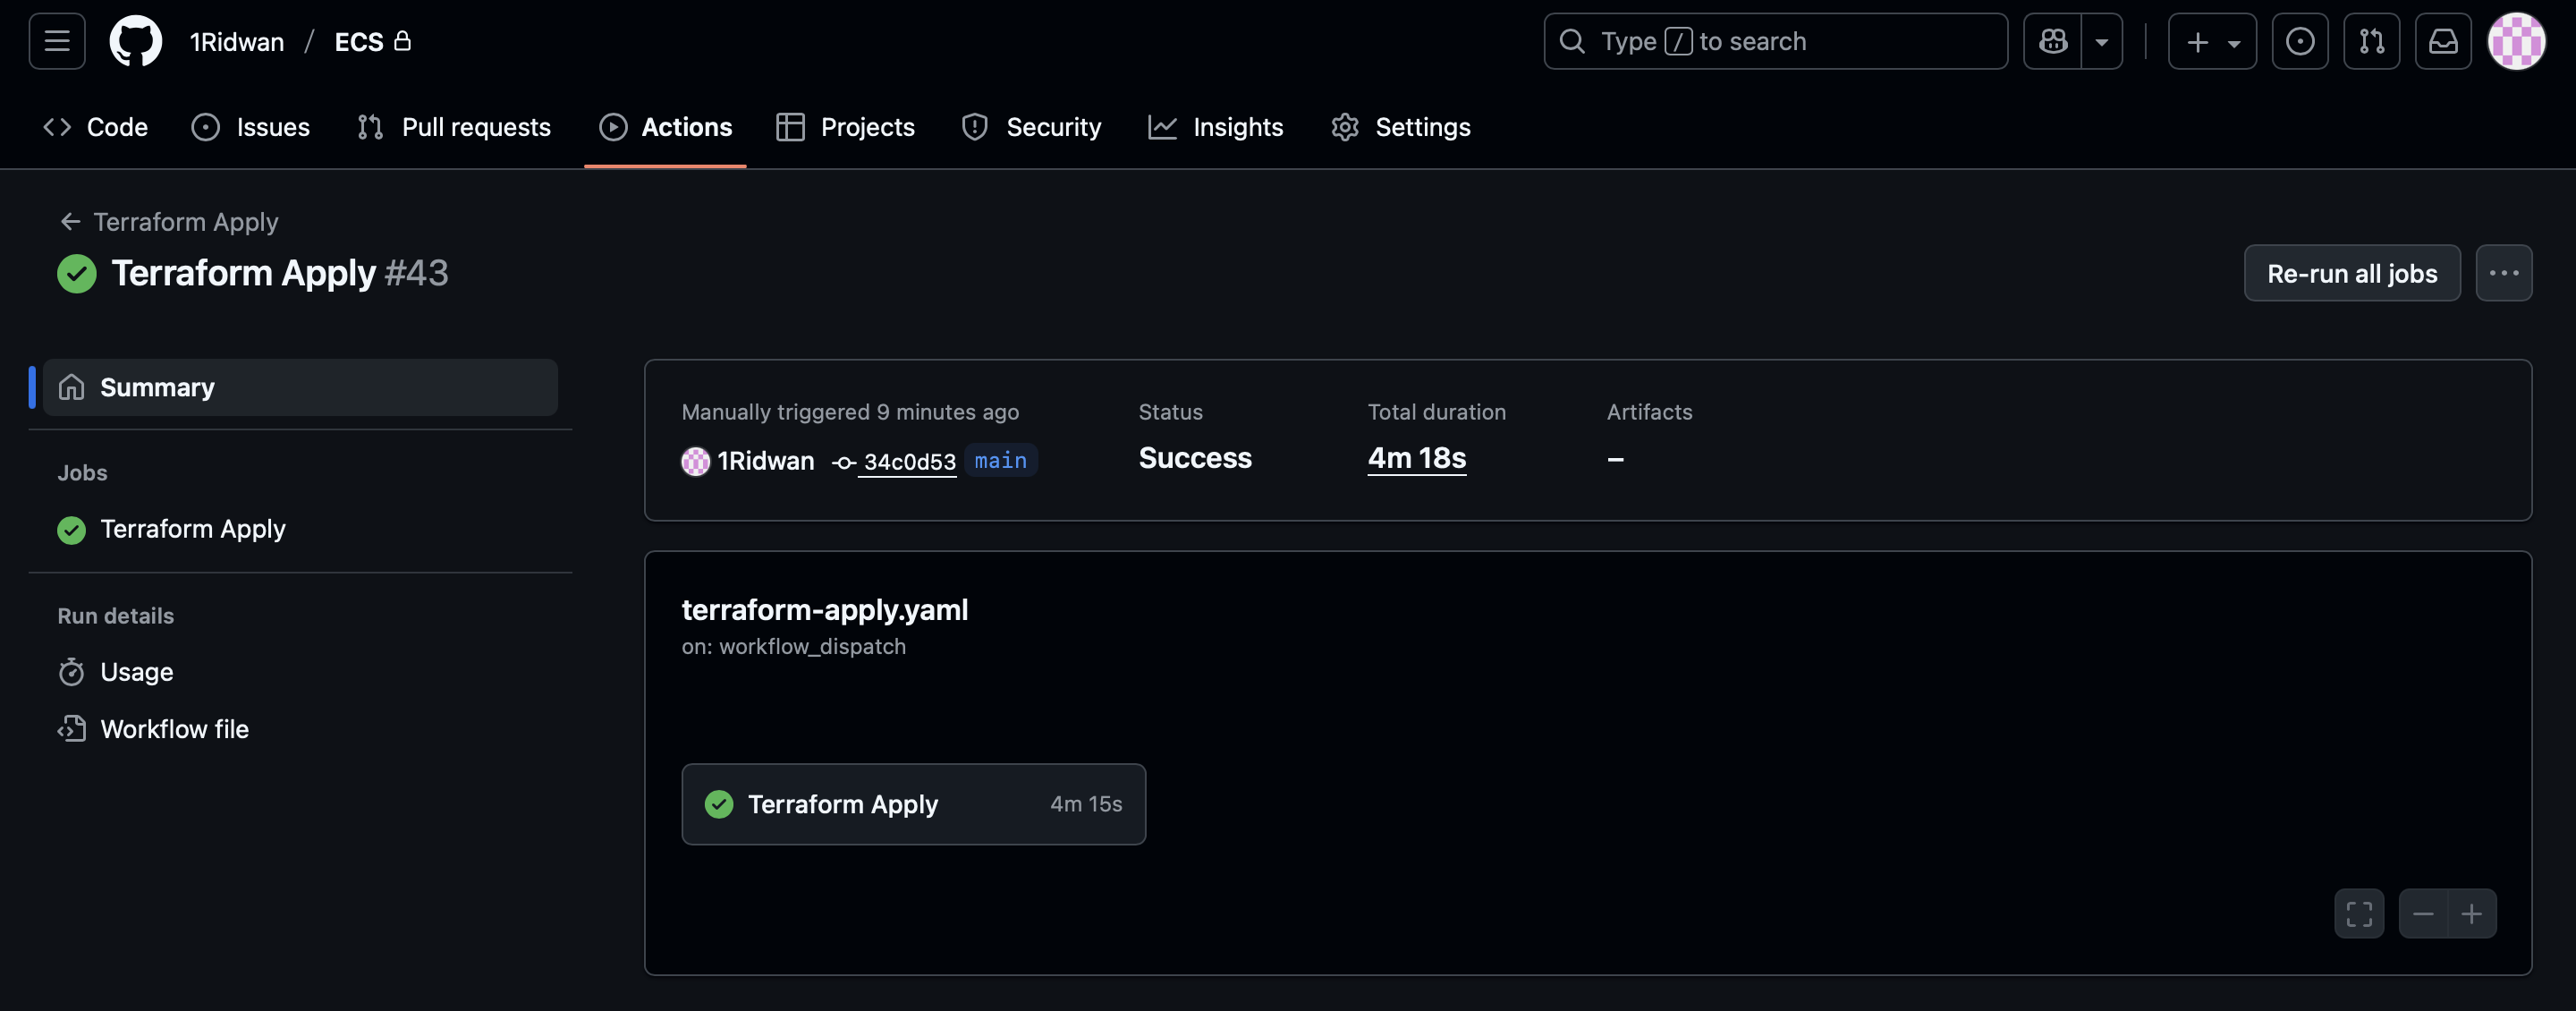 1Ridwan / ECS
Type / to search
Code
Issues
Pull requests
Actions
Projects
Security
Insights
Settings
Terraform Apply
Terraform Apply #43
Re-run all jobs
Summary
Jobs
Terraform Apply
Run details
Usage
Workflow file
Manually triggered 9 minutes ago
1Ridwan 34c0d53 main
Status
Success
Total duration
4m 18s
Artifacts
–
terraform-apply.yaml
on: workflow_dispatch
Terraform Apply 4m 15s